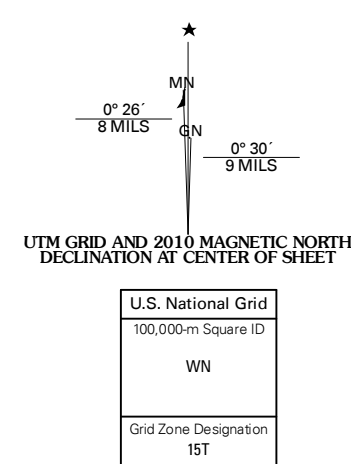 MN
0° 26´
8 MILS
GN
0° 30´
9 MILS
UTM GRID AND 2010 MAGNETIC NORTH
DECLINATION AT CENTER OF SHEET
U.S. National Grid
100,000-m Square ID
WN
Grid Zone Designation
15T